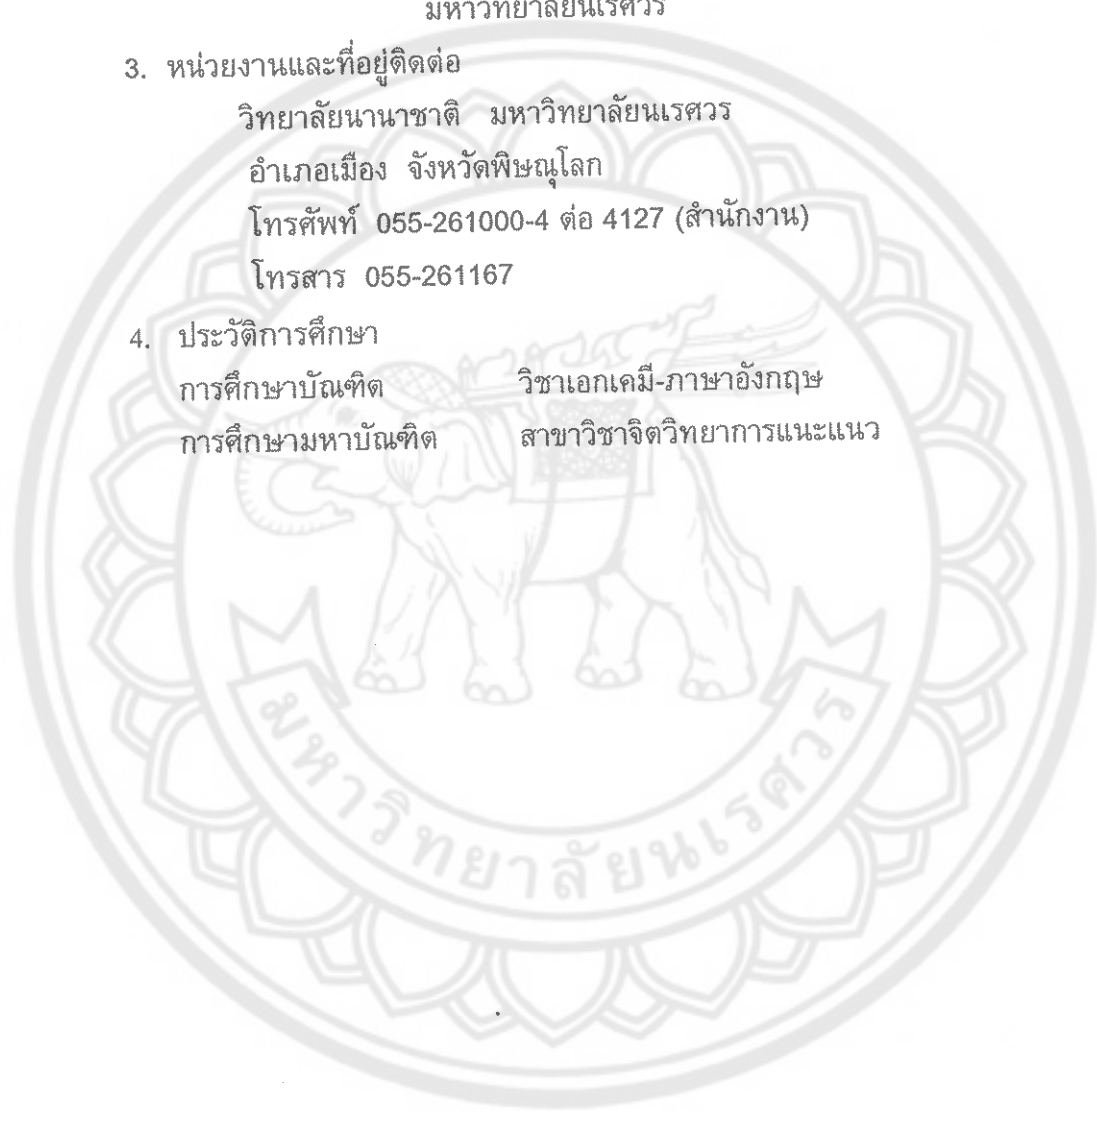 มหาวิทยาลัยนเรศวร
3. หน่วยงานและที่อยู่ติดต่อ
วิทยาลัยนานาชาติ มหาวิทยาลัยนเรศวร
อำเภอเมือง จังหวัดพิษณุโลก
โทรศัพท์ 055-261000-4 ต่อ 4127 (สำนักงาน)
โทรสาร 055-261167
4. ประวัติการศึกษา
การศึกษาบัณฑิต วิชาเอกเคมี-ภาษาอังกฤษ
การศึกษามหาบัณฑิต สาขาวิชาจิตวิทยาการแนะแนว
มหาวิทยาลัยนเรศวร